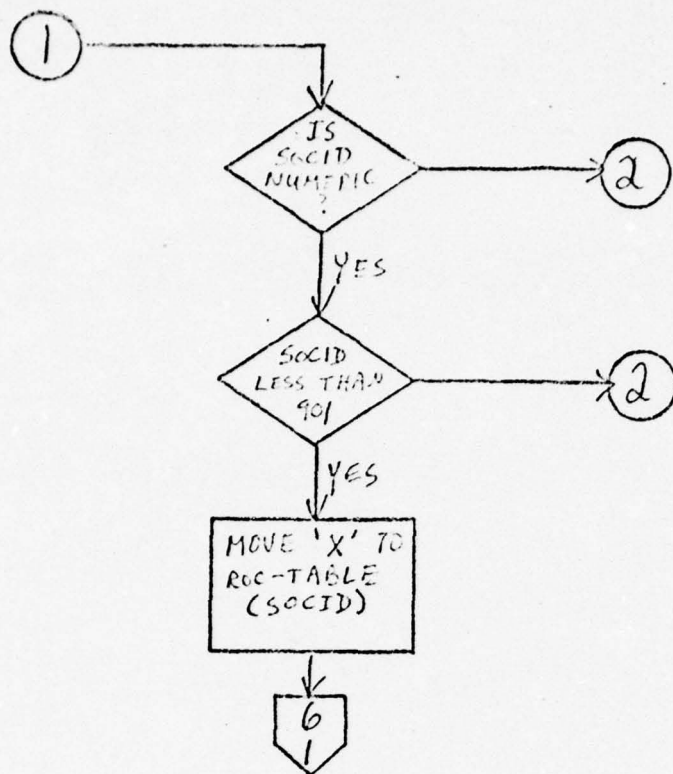 1
IS
SOCID
NUMERIC
?
2
YES
SOCID
LESS THAN
901
2
YES
MOVE 'X' TO
ROC-TABLE
(SOCID)
6
1